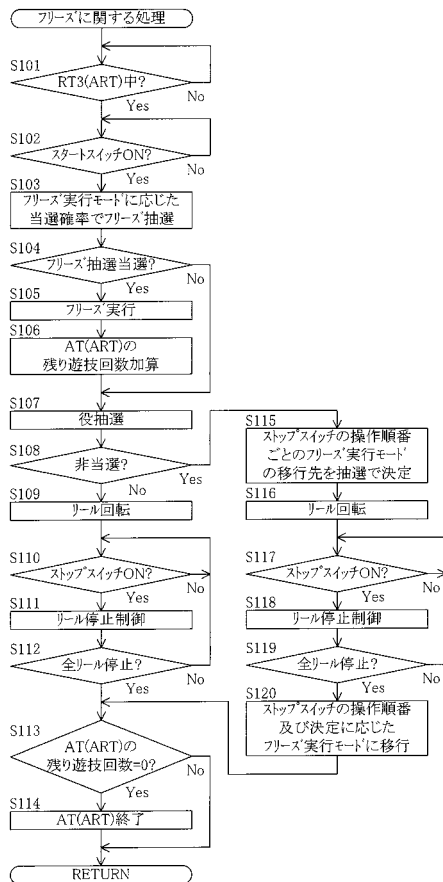 フリーズに関する処理
S101
RT3(ART)中?
No
Yes
S102
スタートスイッチON?
No
Yes
S103
フリーズ実行モードに応じた
当選確率でフリーズ抽選
S104
フリーズ抽選当選?
No
Yes
S105
フリーズ実行
S106
AT(ART)の
残り遊技回数加算
S107
役抽選
S108
非当選?
Yes
No
S109
リール回転
S110
ストップスイッチON?
No
Yes
S111
リール停止制御
S112
全リール停止?
No
Yes
S113
AT(ART)の
残り遊技回数=0?
No
Yes
S114
AT(ART)終了
RETURN
S115
ストップスイッチの操作順番
ごとのフリーズ実行モード
の移行先を抽選で決定
S116
リール回転
S117
ストップスイッチON?
No
Yes
S118
リール停止制御
S119
全リール停止?
No
Yes
S120
ストップスイッチの操作順番
及び決定に応じた
フリーズ実行モードに移行